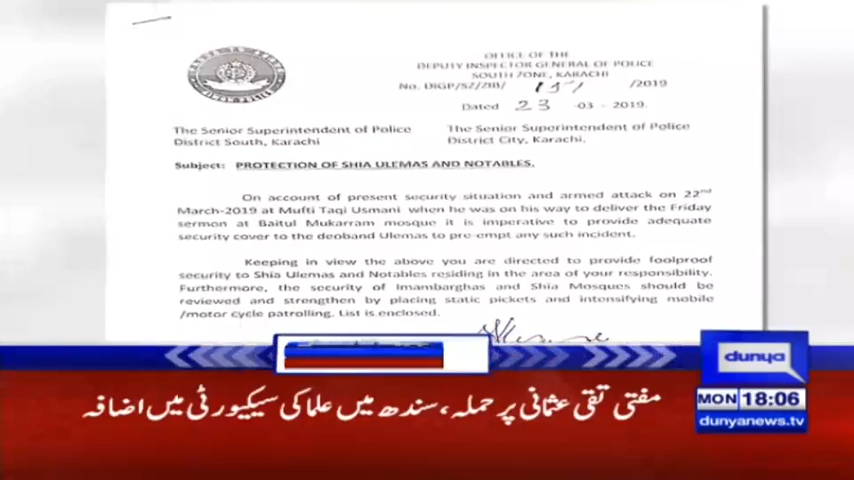 OFFICE OF THE
DEPUTY INSPECTOR GENERAL OF POLICE
SOUTH ZONE, KARACHI
No. DIGP/SZ/ /2019
Dated 23 -03 - 2019.
The Senior Superintendent of Police
District South, Karachi
The Senior Superintendent of Police
District City, Karachi.
Subject: PROTECTION OF SHIA ULEMAS AND NOTABLES.
On account of present security situation and armed attack on 22nd
March-2019 at Mufti Taqi Usmani when he was on his way to deliver the Friday
sermon at Baitul Mukarram mosque it is imperative to provide adequate
security cover to the deoband Ulemas to pre-empt any such incident.
Keeping in view the above you are directed to provide foolproof
security to Shia Ulemas and Notables residing in the area of your responsibility.
Furthermore, the security of Imambarghas and Shia Mosques should be
reviewed and strengthen by placing static pickets and intensifying mobile
/motor cycle patrolling. List is enclosed.
dunya
MON 18:06
dunyanews.tv
مفتی تقی عثمانی پر حملہ، سندھ میں علما کی سیکیورٹی میں اضافہ